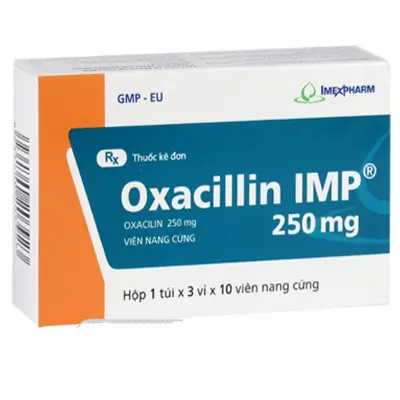 GMP - EU
IMEXPHARM
Rx Thuốc kê đơn
Oxacillin IMP®
250 mg
OXACILIN 250 mg
VIÊN NANG CỨNG
Hộp 1 túi x 3 vỉ x 10 viên nang cứng